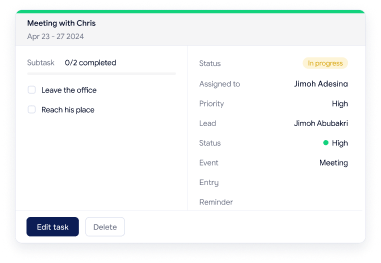 Meeting with Chris
Apr 23 - 27 2024
Subtask 0/2 completed
Leave the office
Reach his place
Status In progress
Assigned to Jimoh Adesina
Priority High
Lead Jimoh Abubakri
Status High
Event Meeting
Entry
Reminder
Edit task Delete